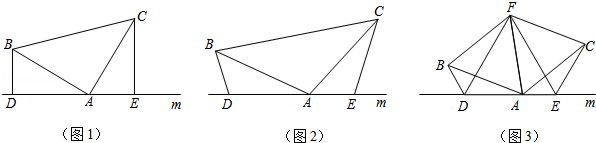 B C D A E m
B C D A E m
F B C D A E m
(图1) (图2) (图3)